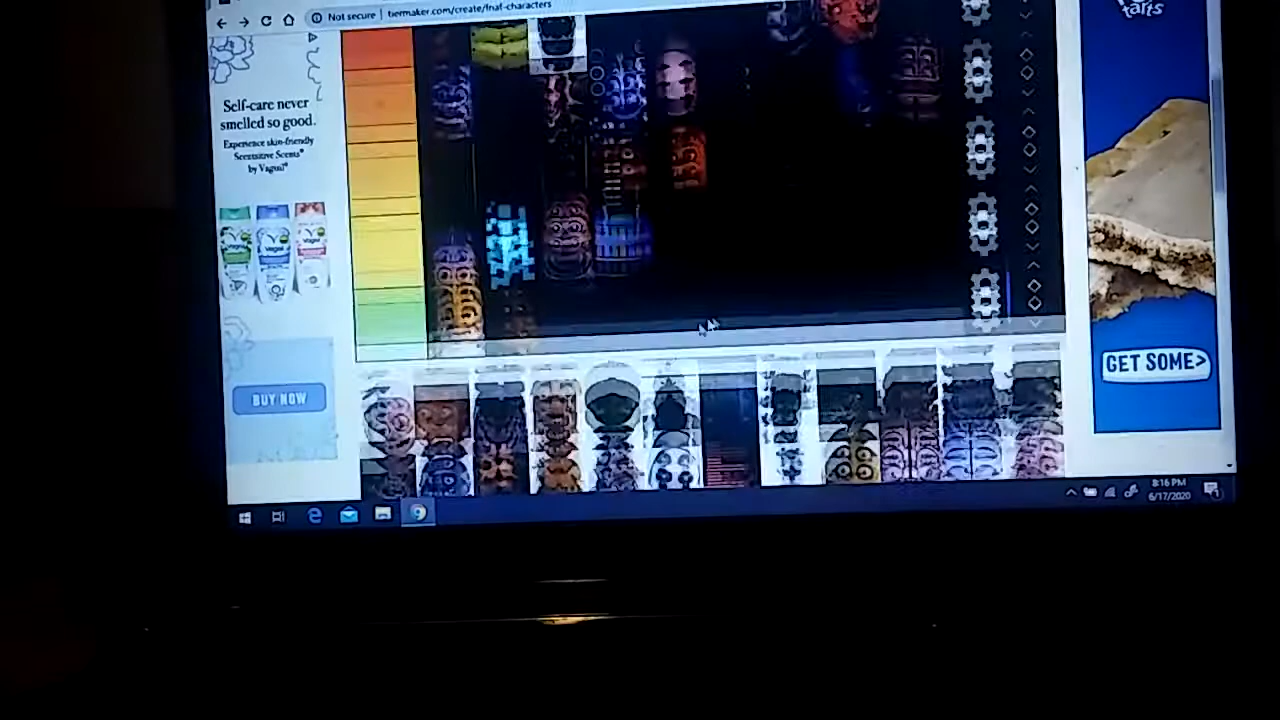 Not secure | tiermaker.com/create/fnaf-characters
Self-care never
smelled so good.
Experience skin-friendly
Scentsitive Scents®
by Vagisil®
BUY NOW
Tarts
GET SOME>
8:16 PM
6/17/2020